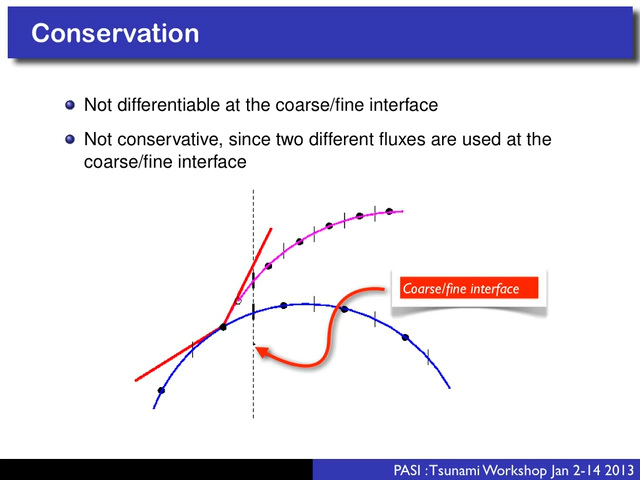 Conservation
Not differentiable at the coarse/fine interface
Not conservative, since two different fluxes are used at the
coarse/fine interface
Coarse/fine interface
PASI : Tsunami Workshop Jan 2-14 2013